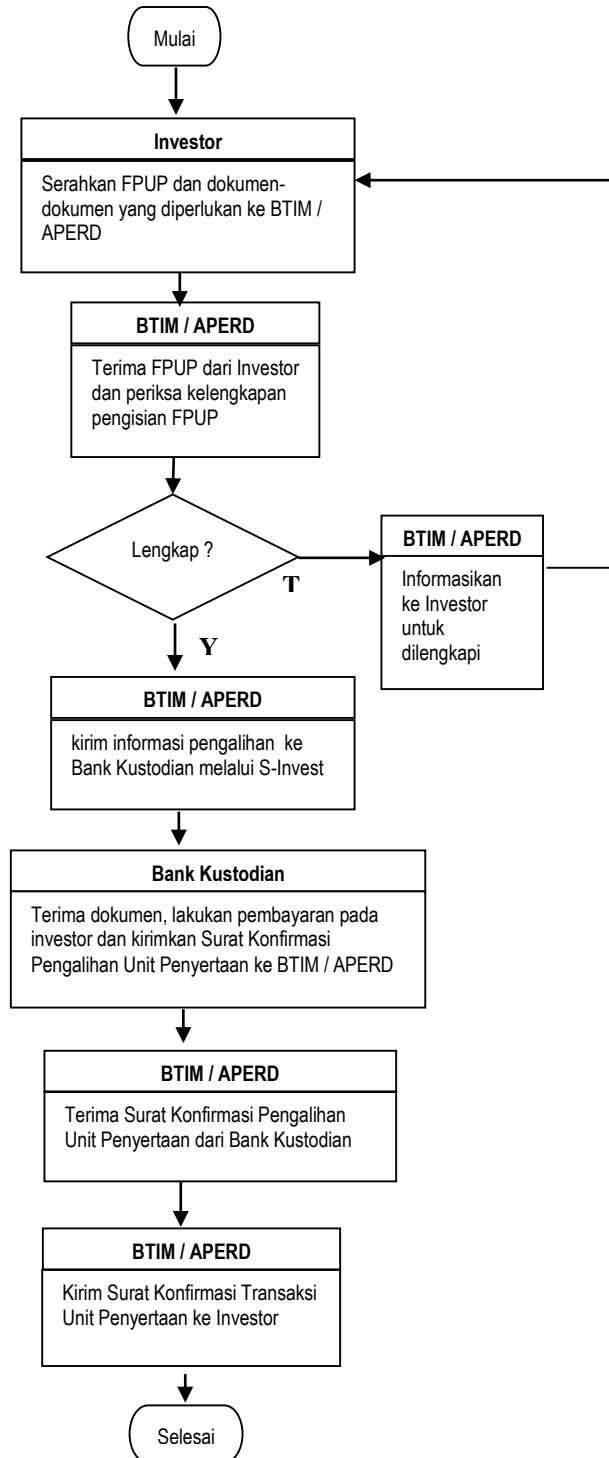 Mulai
Investor
Serahkan FPUP dan dokumen-
dokumen yang diperlukan ke BTIM /
APERD
BTIM / APERD
Terima FPUP dari Investor
dan periksa kelengkapan
pengisian FPUP
Lengkap ?
T
BTIM / APERD
Informasikan
ke Investor
untuk
dilengkapi
Y
BTIM / APERD
kirim informasi pengalihan ke
Bank Kustodian melalui S-Invest
Bank Kustodian
Terima dokumen, lakukan pembayaran pada
investor dan kirimkan Surat Konfirmasi
Pengalihan Unit Penyertaan ke BTIM / APERD
BTIM / APERD
Terima Surat Konfirmasi Pengalihan
Unit Penyertaan dari Bank Kustodian
BTIM / APERD
Kirim Surat Konfirmasi Transaksi
Unit Penyertaan ke Investor
Selesai